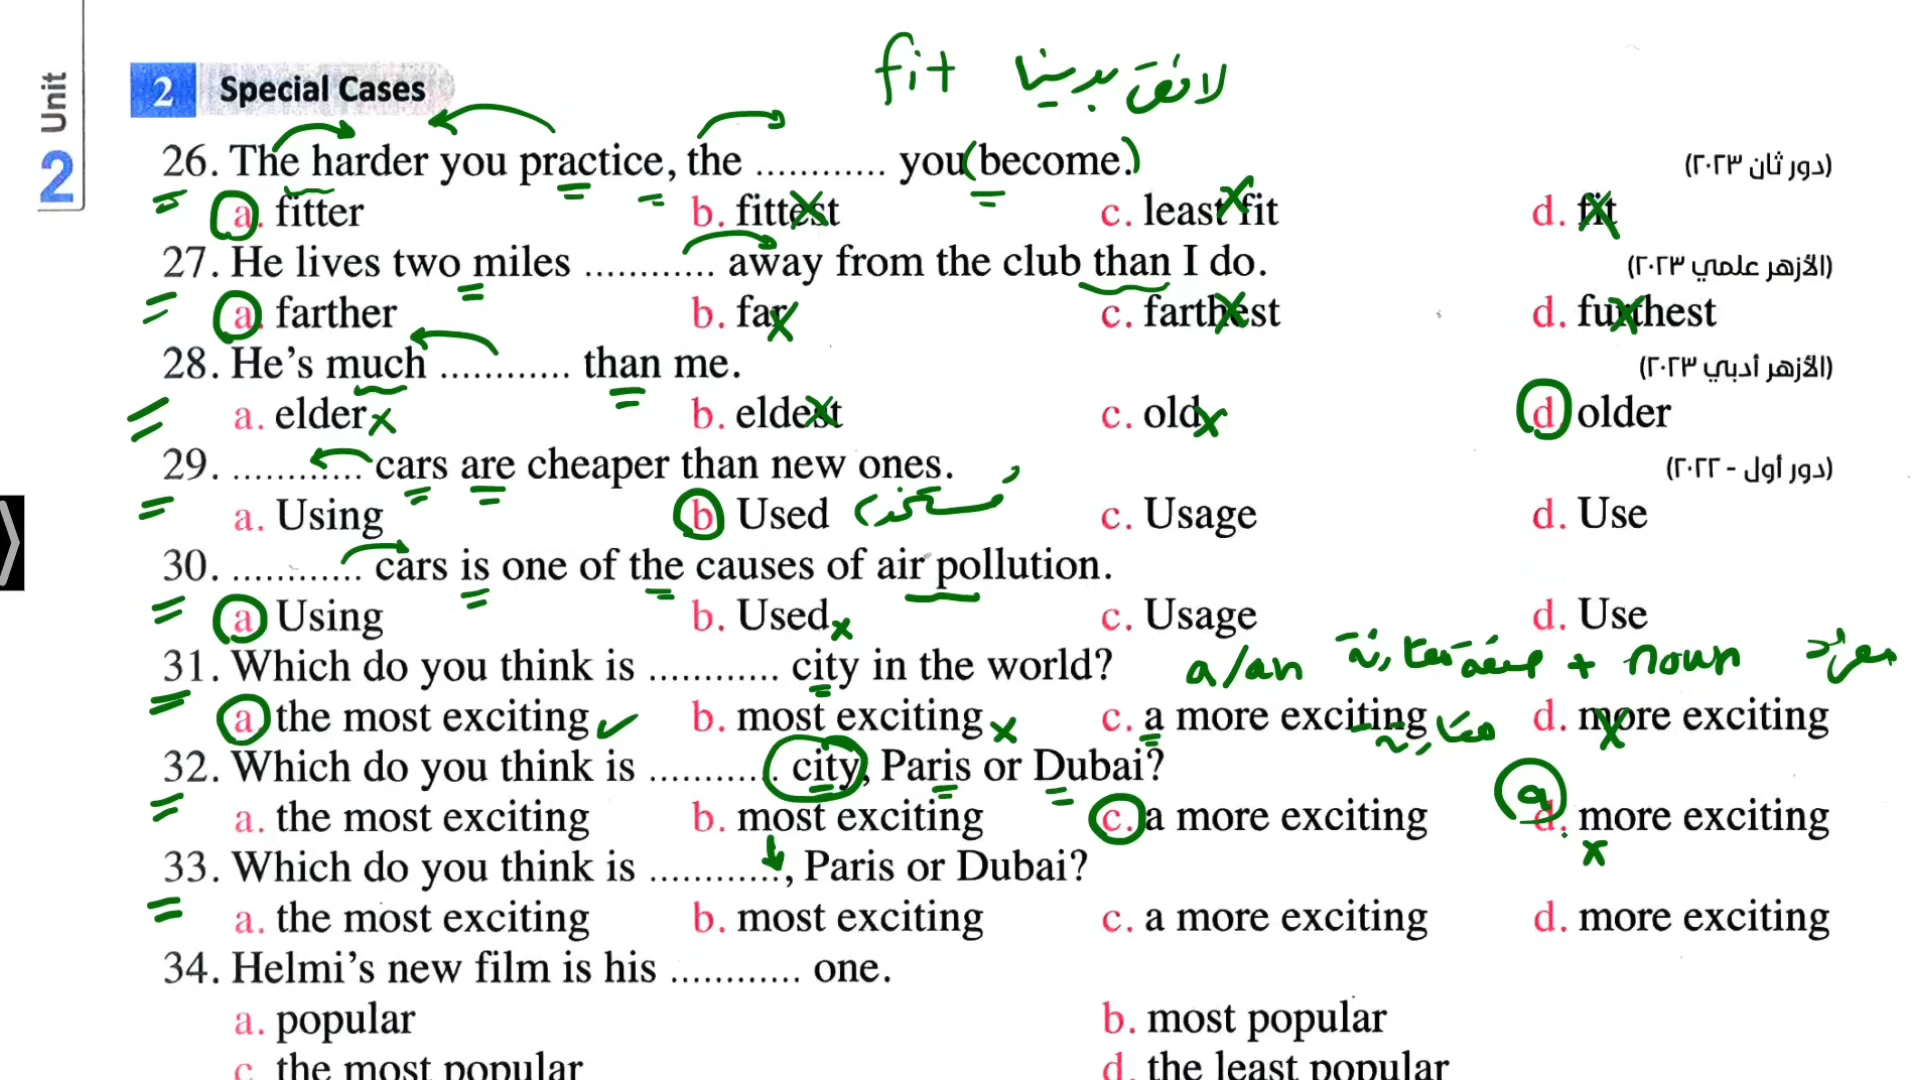 Unit 2
2 Special Cases
fit لائق بدنيا
26. The harder you practice, the ............ you (become.) (دور ثان ٢٠٢٣)
a. fitter b. fittest c. least fit d. fit
27. He lives two miles ............ away from the club than I do. (الأزهر علمي ٢٠٢٣)
a. farther b. far c. farthest d. furthest
28. He's much ............ than me. (الأزهر أدبي ٢٠٢٣)
a. elder b. eldest c. old d. older
29. ............ cars are cheaper than new ones. (دور أول - ٢٠٢٢)
a. Using b. Used c. Usage d. Use
30. ............ cars is one of the causes of air pollution.
a. Using b. Used c. Usage d. Use
31. Which do you think is ............ city in the world? a/an صفة مقارنة + noun مفرد
a. the most exciting b. most exciting c. a more exciting مقارنة d. more exciting
32. Which do you think is ............ city, Paris or Dubai? a
a. the most exciting b. most exciting c. a more exciting d. more exciting
33. Which do you think is ............, Paris or Dubai?
a. the most exciting b. most exciting c. a more exciting d. more exciting
34. Helmi's new film is his ............ one.
a. popular b. most popular
c. the most popular d. the least popular